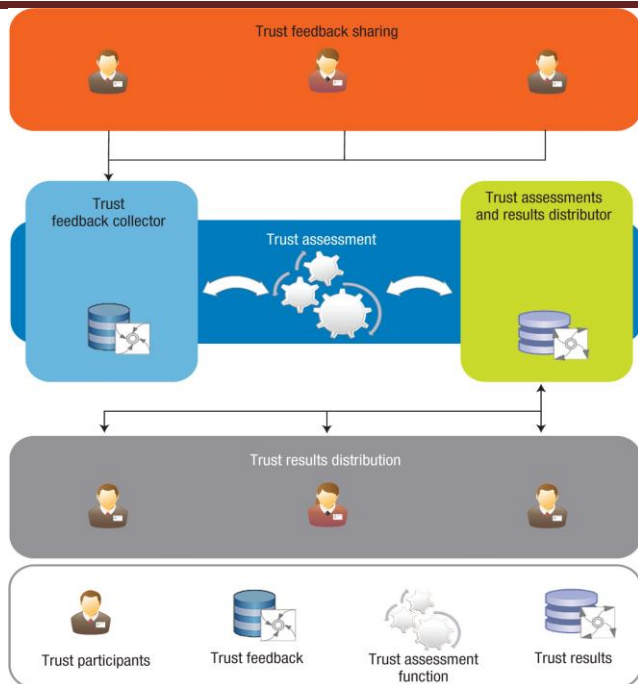 Trust feedback sharing
Trust
feedback collector
Trust assessment
Trust assessments
and results distributor
Trust results distribution
Trust participants
Trust feedback
Trust assessment
function
Trust results